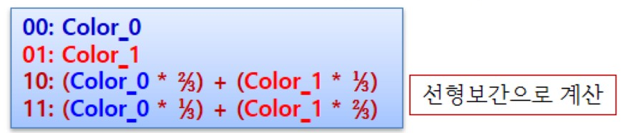 00: Color_0
01: Color_1
10: (Color_0 * ⅔) + (Color_1 * ⅓)
11: (Color_0 * ⅓) + (Color_1 * ⅔)
선형보간으로 계산